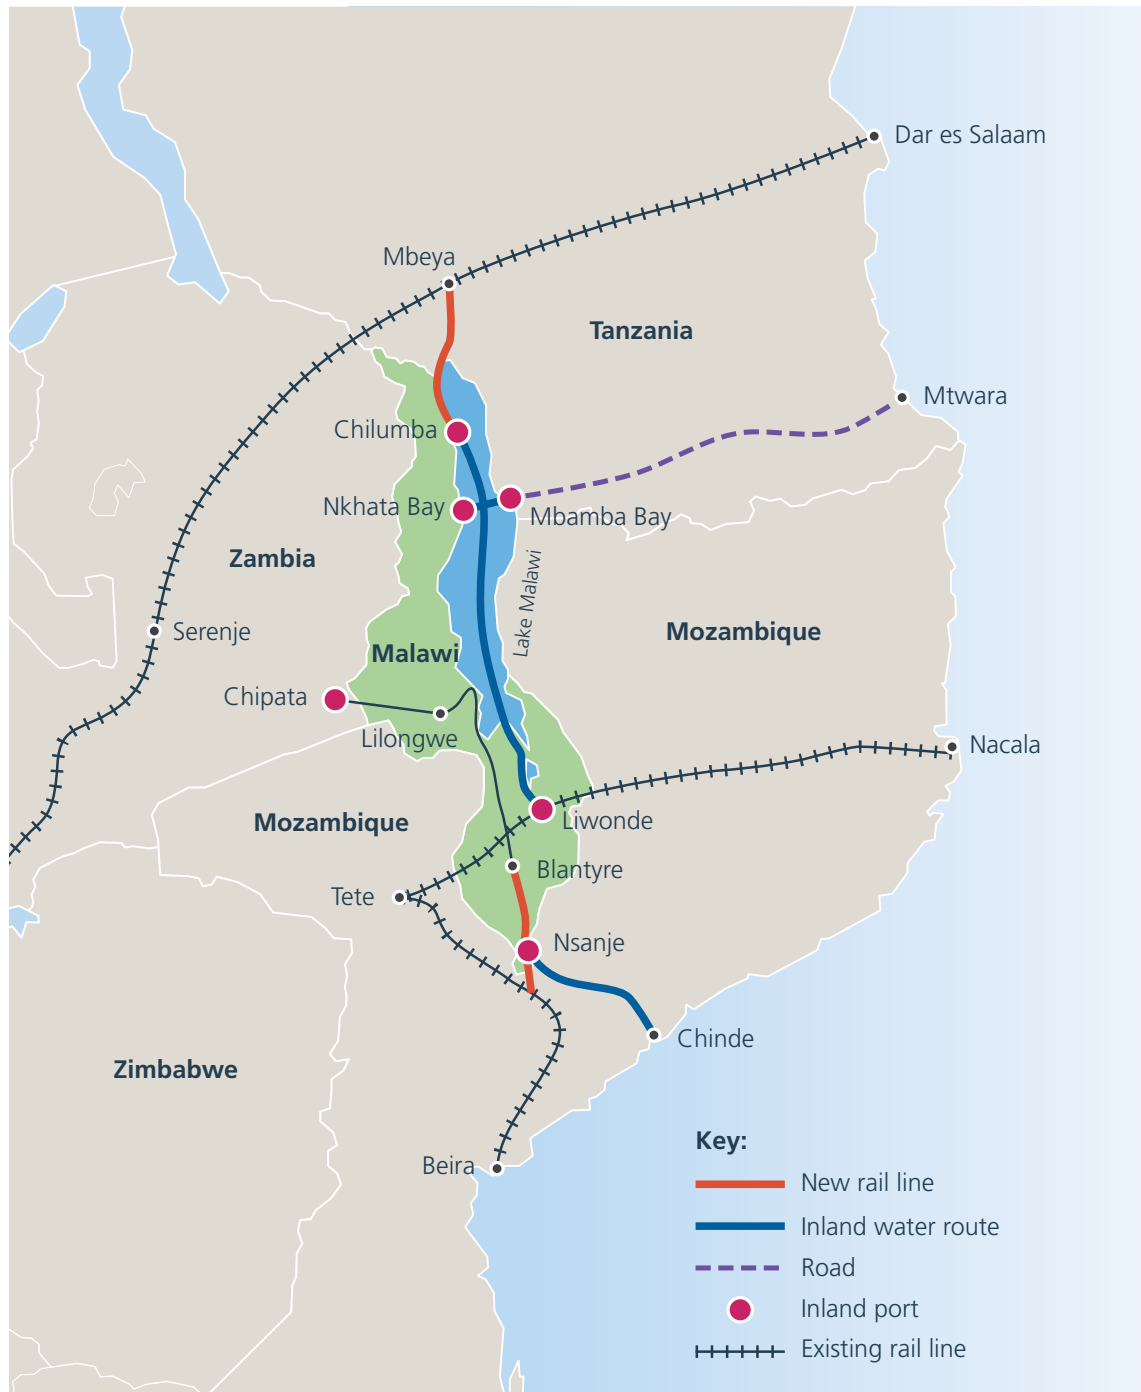 Dar es Salaam
Mbeya
Tanzania
Mtwara
Chilumba
Nkhata Bay
Mbamba Bay
Zambia
Lake Malawi
Serenje
Mozambique
Malawi
Chipata
Lilongwe
Nacala
Mozambique
Liwonde
Blantyre
Tete
Nsanje
Chinde
Zimbabwe
Beira
Key:
New rail line
Inland water route
Road
Inland port
Existing rail line